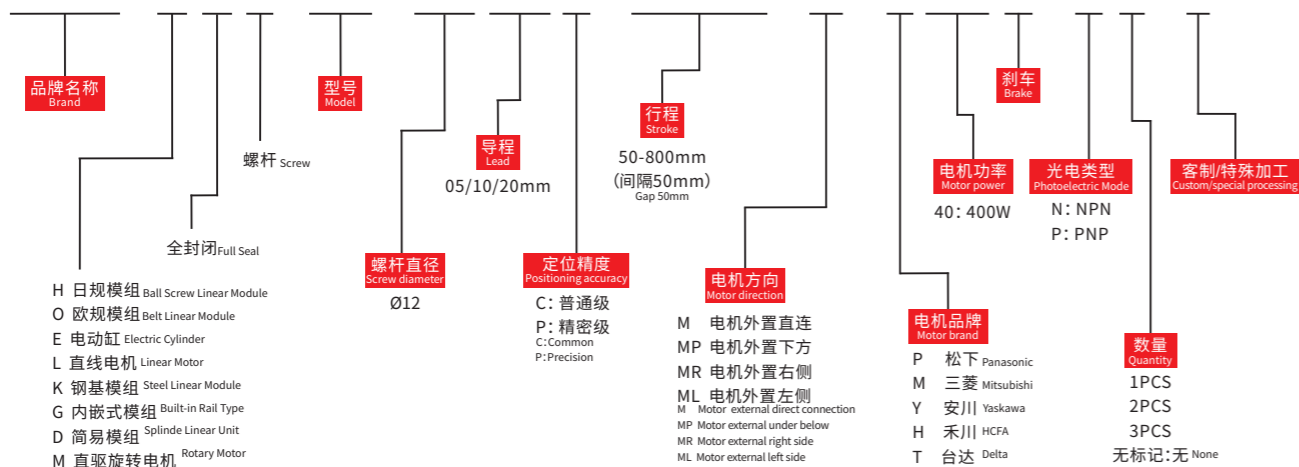 品牌名称
Brand
H 日规模组 Ball Screw Linear Module
O 欧规模组 Belt Linear Module
E 电动缸 Electric Cylinder
L 直线电机 Linear Motor
K 钢基模组 Steel Linear Module
G 内嵌式模组 Built-in Rail Type
D 简易模组 Splinde Linear Unit
M 直驱旋转电机 Rotary Motor
全封闭 Full Seal
螺杆 Screw
型号
Model
螺杆直径
Screw diameter
Ø12
导程
Lead
05/10/20mm
定位精度
Positioning accuracy
C：普通级
P：精密级
C:Common
P:Precision
行程
Stroke
50-800mm
（间隔50mm）
Gap 50mm
电机方向
Motor direction
M 电机外置直连
MP 电机外置下方
MR 电机外置右侧
ML 电机外置左侧
M Motor external direct connection
MP Motor external under below
MR Motor external right side
ML Motor external left side
电机品牌
Motor brand
P 松下 Panasonic
M 三菱 Mitsubishi
Y 安川 Yaskawa
H 禾川 HCFA
T 台达 Delta
电机功率
Motor power
40：400W
刹车
Brake
光电类型
Photoelectric Mode
N：NPN
P：PNP
数量
Quantity
1PCS
2PCS
3PCS
无标记：无 None
客制/特殊加工
Custom/special processing